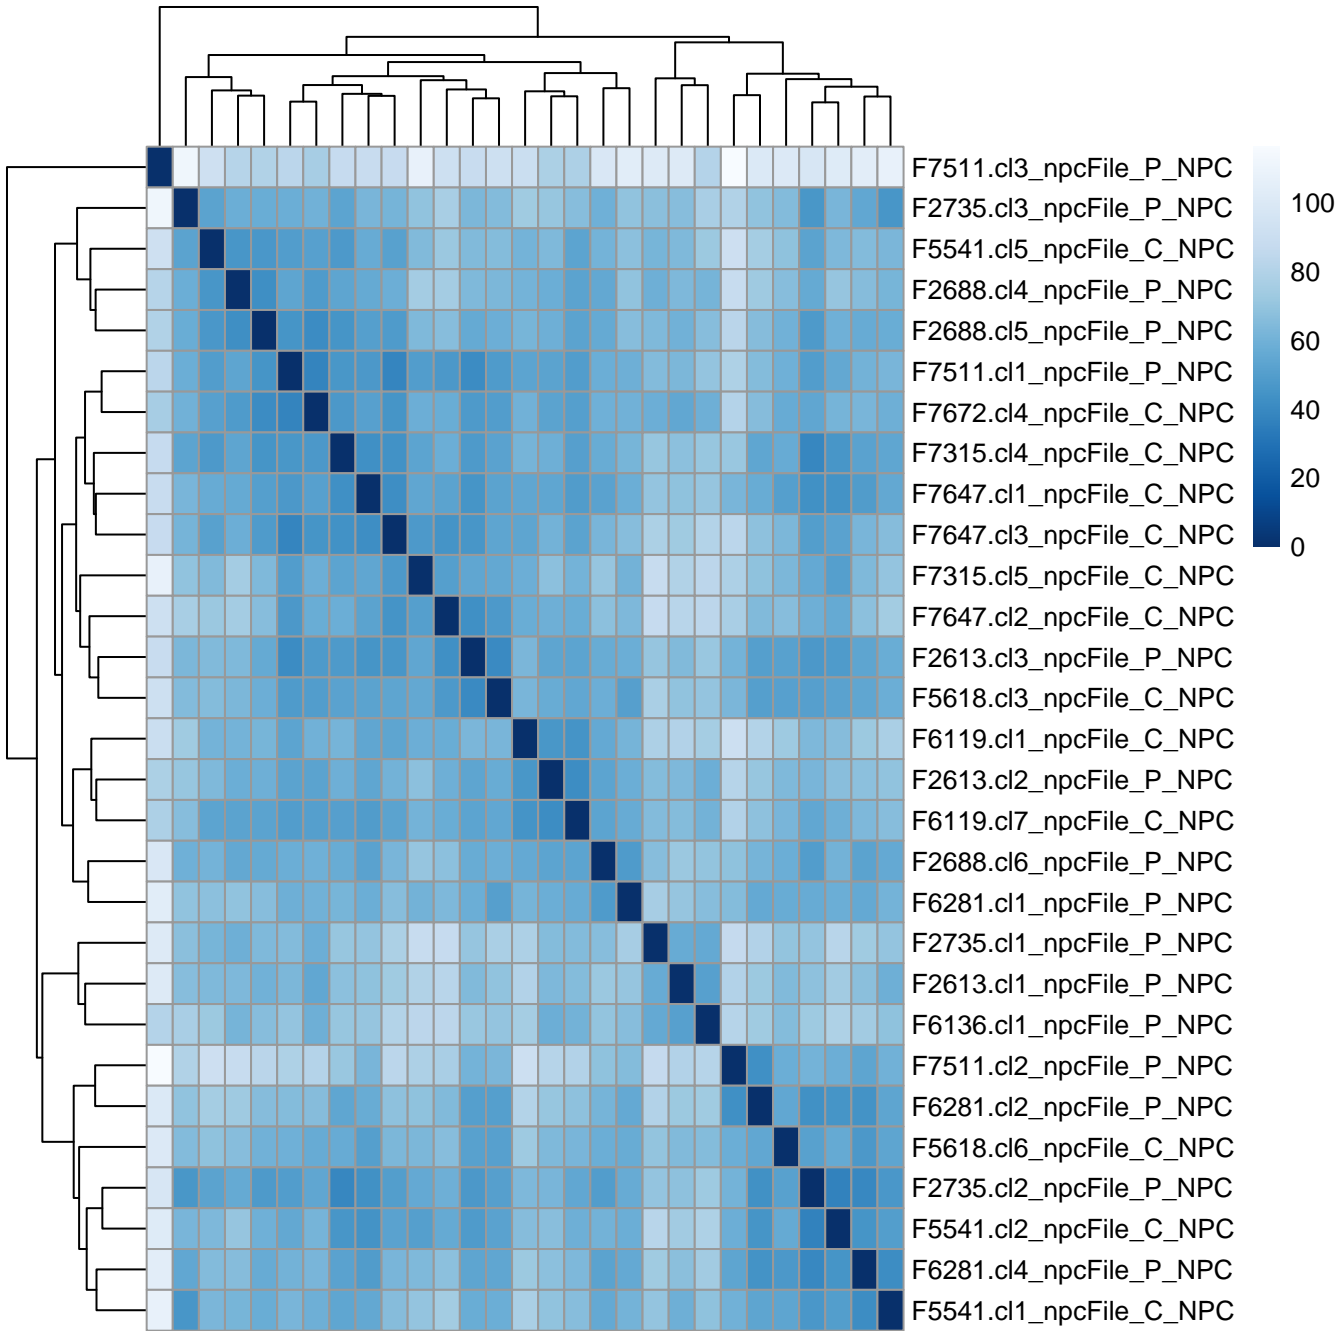 F7511.cl3_npcFile_P_NPC
F2735.cl3_npcFile_P_NPC
F5541.cl5_npcFile_C_NPC
F2688.cl4_npcFile_P_NPC
F2688.cl5_npcFile_P_NPC
F7511.cl1_npcFile_P_NPC
F7672.cl4_npcFile_C_NPC
F7315.cl4_npcFile_C_NPC
F7647.cl1_npcFile_C_NPC
F7647.cl3_npcFile_C_NPC
F7315.cl5_npcFile_C_NPC
F7647.cl2_npcFile_C_NPC
F2613.cl3_npcFile_P_NPC
F5618.cl3_npcFile_C_NPC
F6119.cl1_npcFile_C_NPC
F2613.cl2_npcFile_P_NPC
F6119.cl7_npcFile_C_NPC
F2688.cl6_npcFile_P_NPC
F6281.cl1_npcFile_P_NPC
F2735.cl1_npcFile_P_NPC
F2613.cl1_npcFile_P_NPC
F6136.cl1_npcFile_P_NPC
F7511.cl2_npcFile_P_NPC
F6281.cl2_npcFile_P_NPC
F5618.cl6_npcFile_C_NPC
F2735.cl2_npcFile_P_NPC
F5541.cl2_npcFile_C_NPC
F6281.cl4_npcFile_P_NPC
F5541.cl1_npcFile_C_NPC
100
80
60
40
20
0